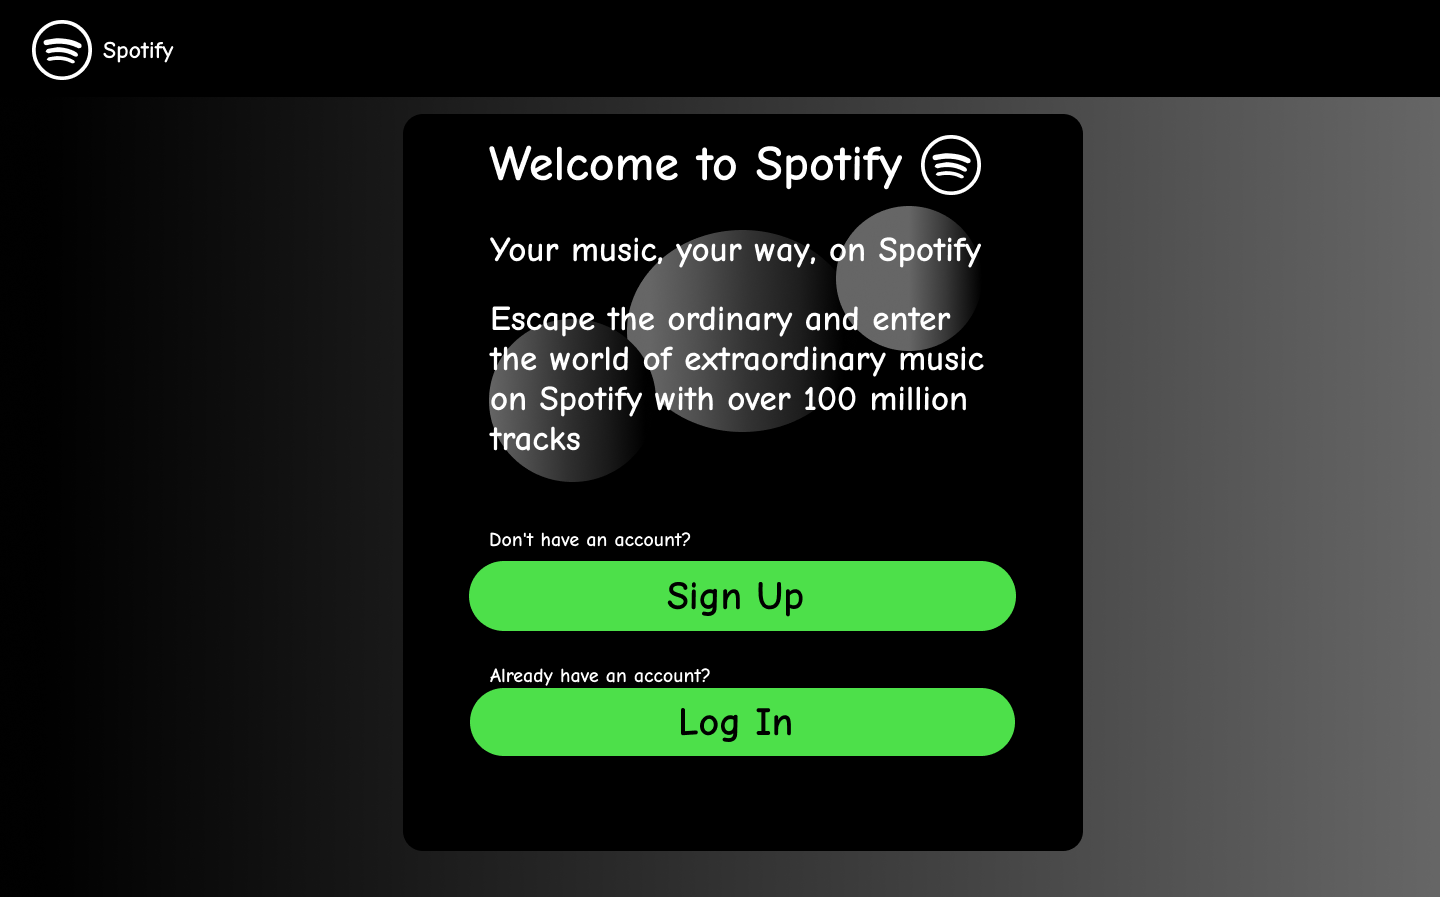 Spotify
Welcome to Spotify
Your music, your way, on Spotify
Escape the ordinary and enter
the world of extraordinary music
on Spotify with over 100 million
tracks
Don't have an account?
Sign Up
Already have an account?
Log In